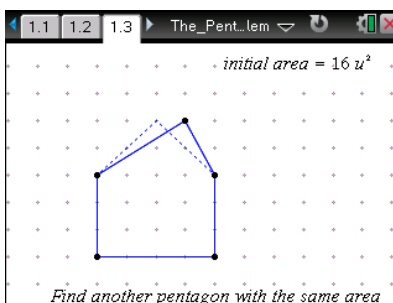 1.1 1.2 1.3 The_Pent...lem
initial area = 16 u²
Find another pentagon with the same area